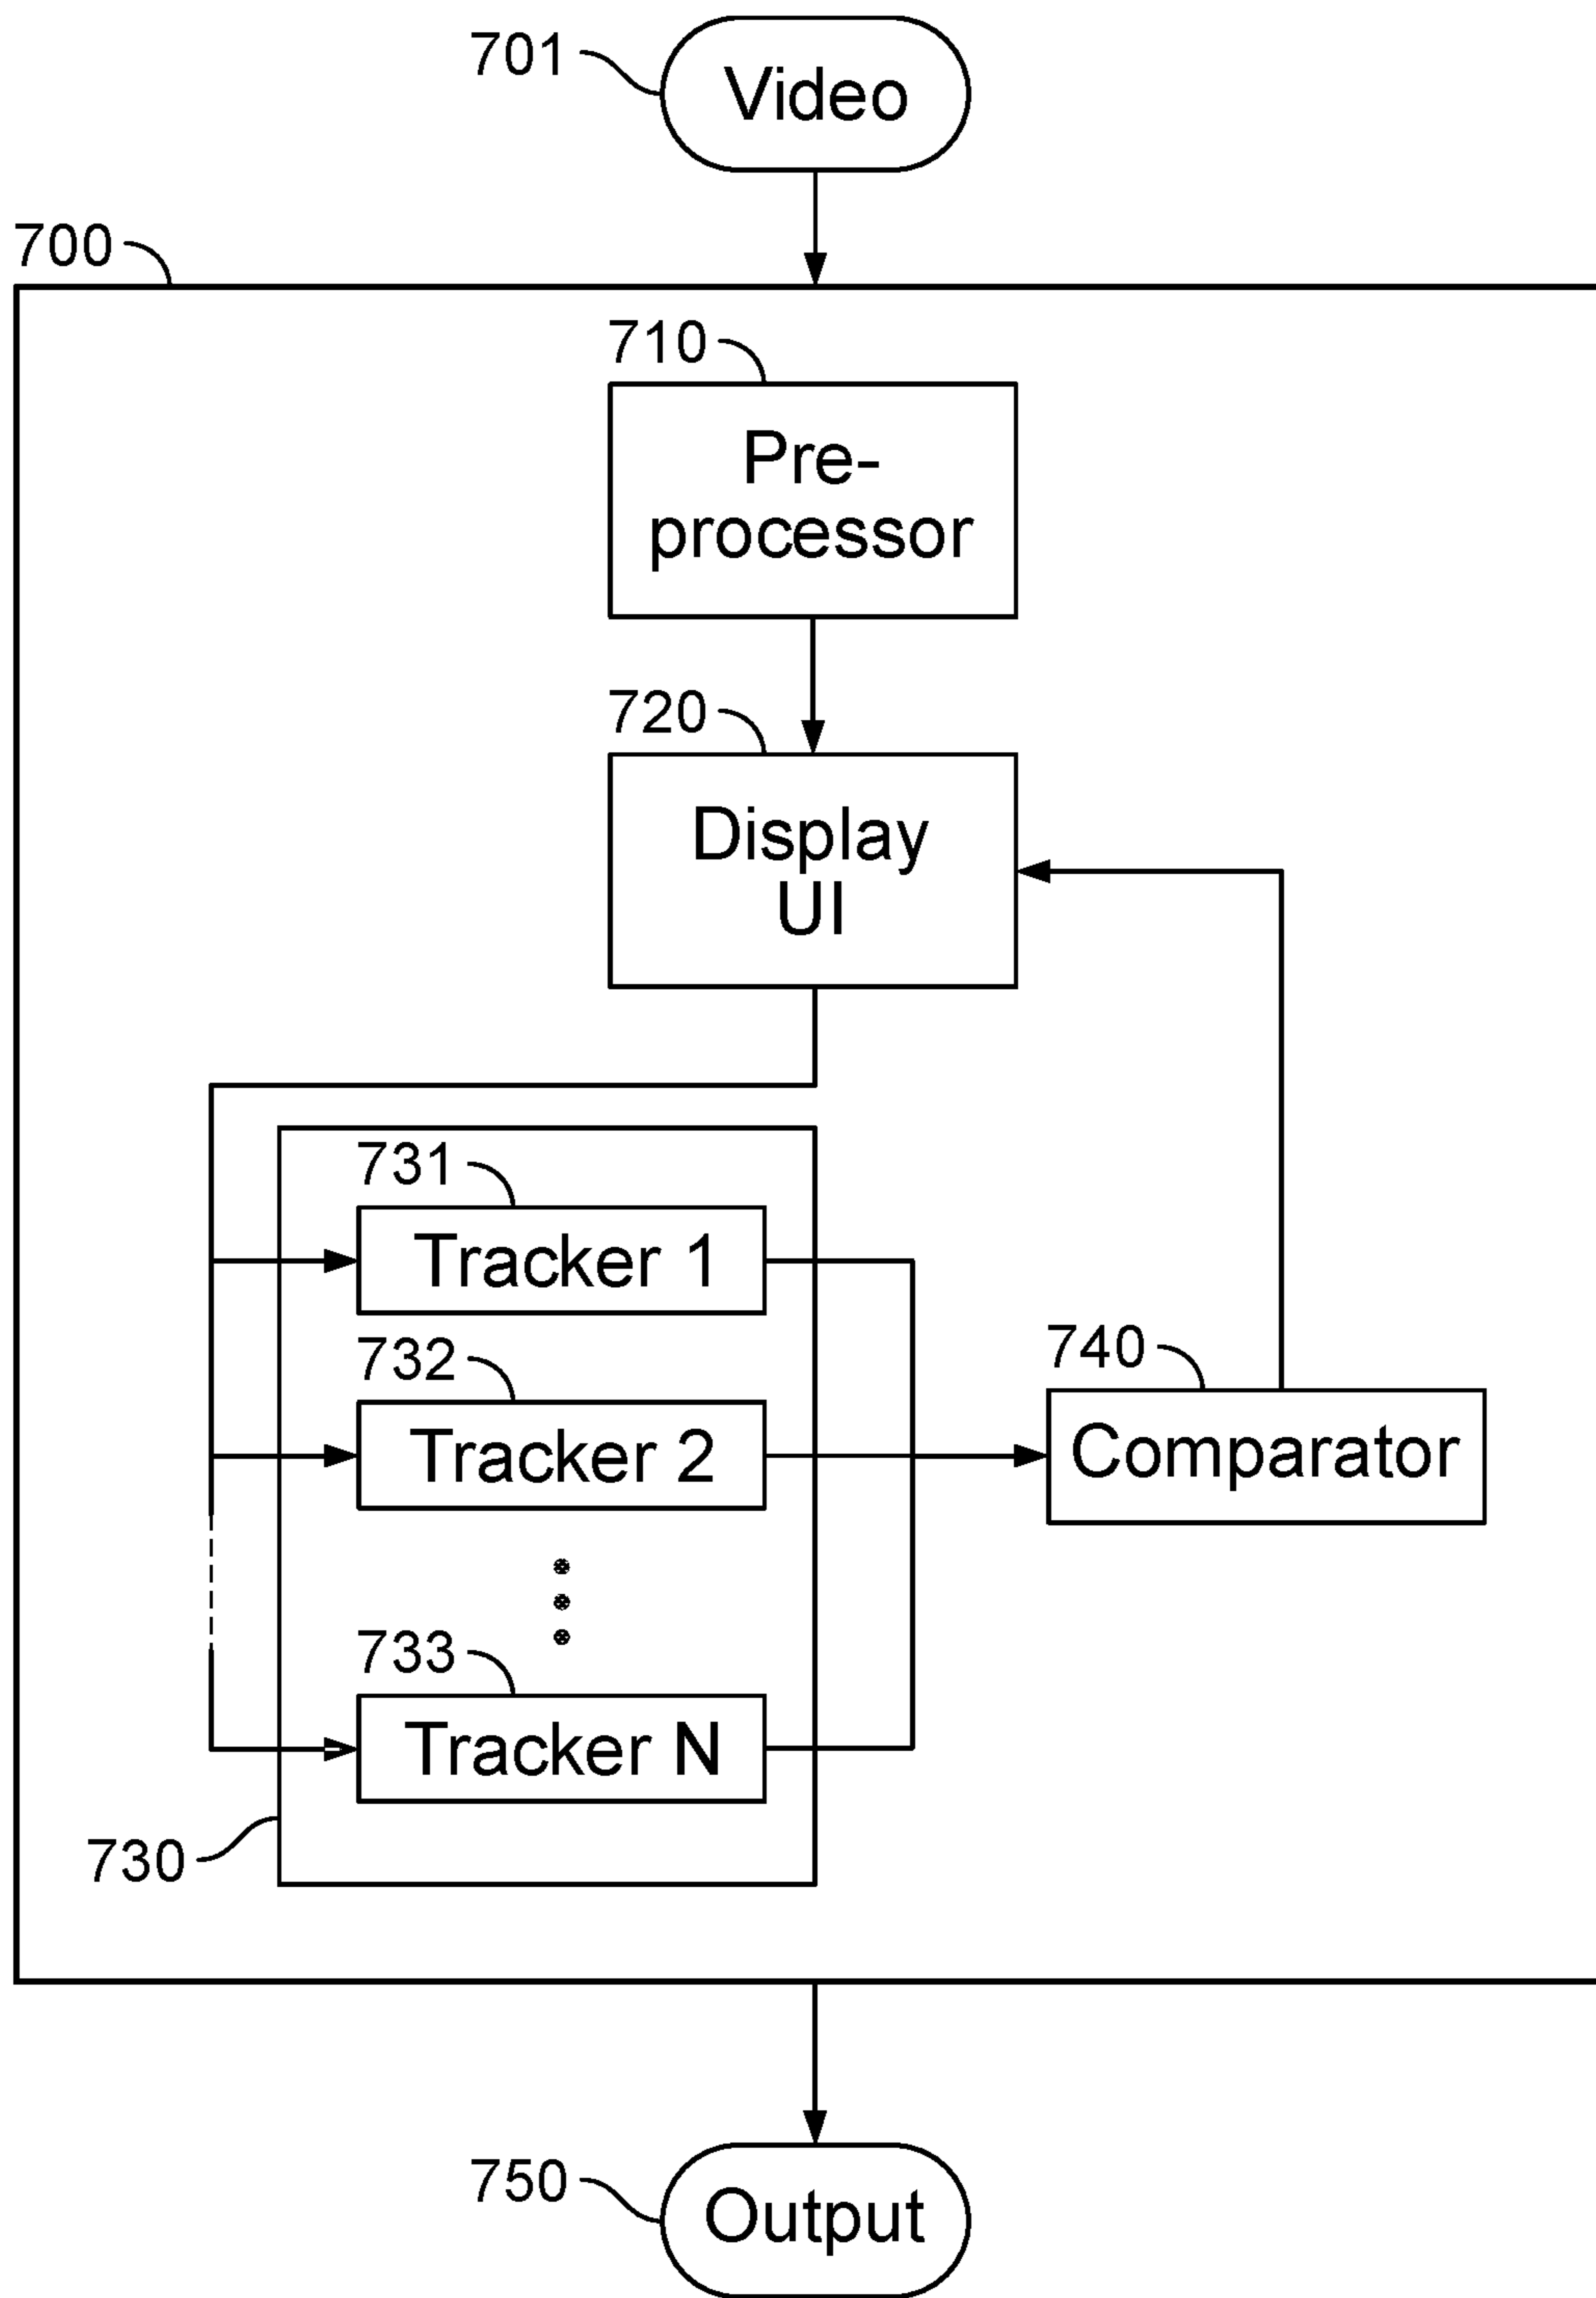 701
Video
700
710
Pre-
processor
720
Display
UI
731
Tracker 1
732
Tracker 2
740
Comparator
733
Tracker N
730
750
Output